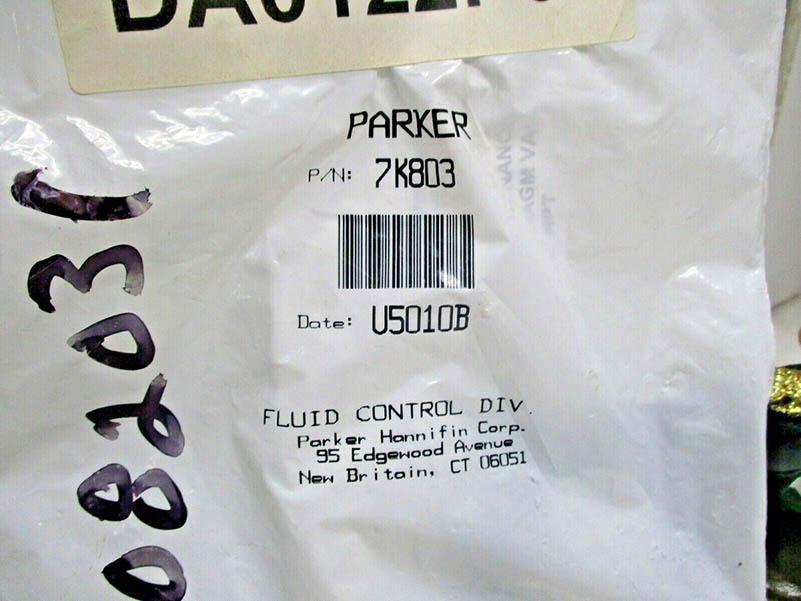 PARKER
P/N: 7K803
Date: U5010B
FLUID CONTROL DIV.
Parker Hannifin Corp.
95 Edgewood Avenue
New Britain, CT 06051